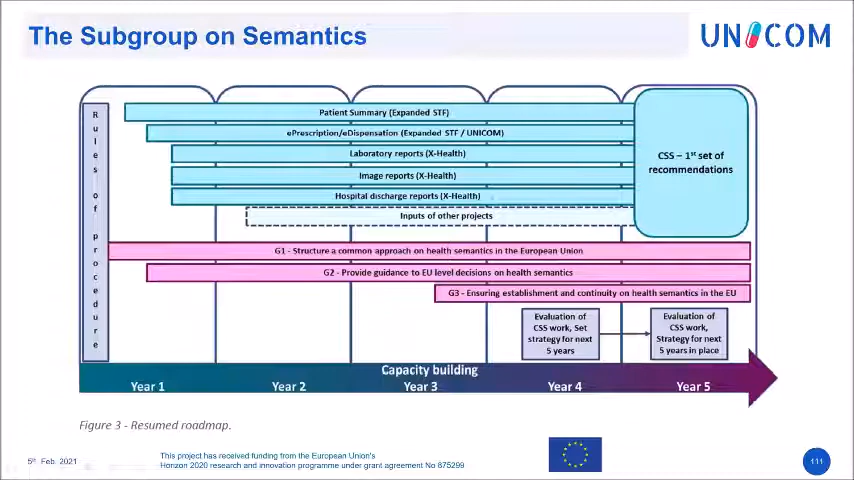 The Subgroup on Semantics
UNICOM
Rules of procedure
Patient Summary (Expanded STF)
ePrescription/eDispensation (Expanded STF / UNICOM)
Laboratory reports (X-Health)
Image reports (X-Health)
Hospital discharge reports (X-Health)
Inputs of other projects
CSS – 1st set of
recommendations
G1 - Structure a common approach on health semantics in the European Union
G2 - Provide guidance to EU level decisions on health semantics
G3 - Ensuring establishment and continuity on health semantics in the EU
Evaluation of
CSS work, Set
strategy for next
5 years
Evaluation of
CSS work,
Strategy for next
5 years in place
Capacity building
Year 1 Year 2 Year 3 Year 4 Year 5
Figure 3 - Resumed roadmap.
5th Feb. 2021
This project has received funding from the European Union's
Horizon 2020 research and innovation programme under grant agreement No 875299
111